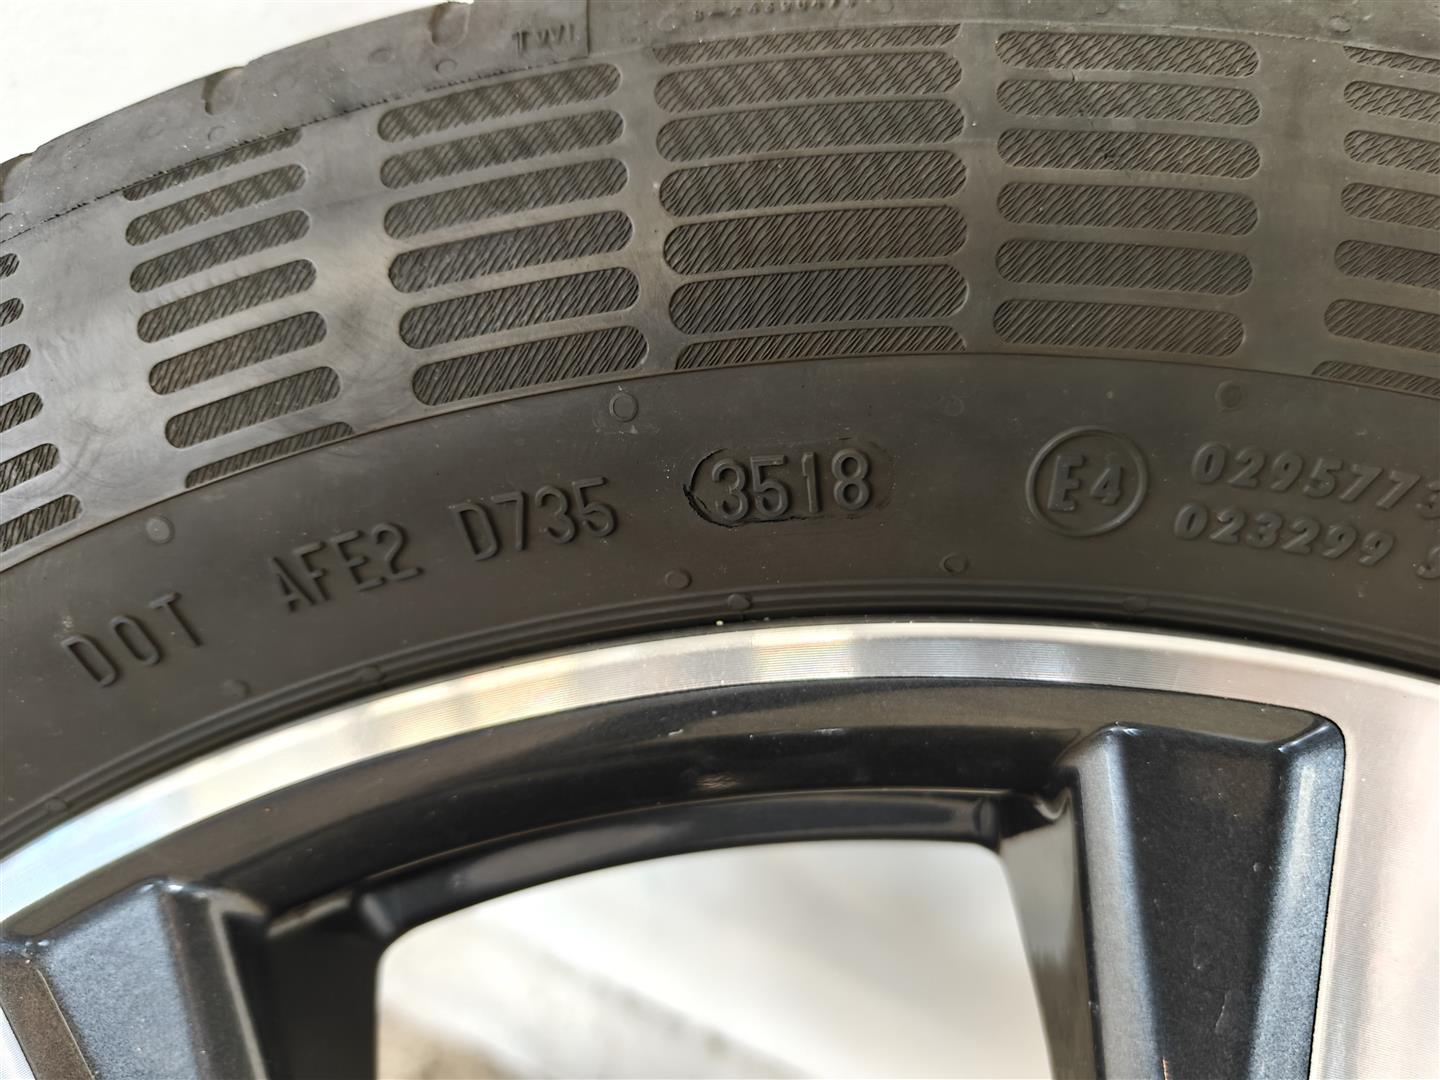 TWI
DOT AFE2 D735 3518
E4
0295773
023299 S